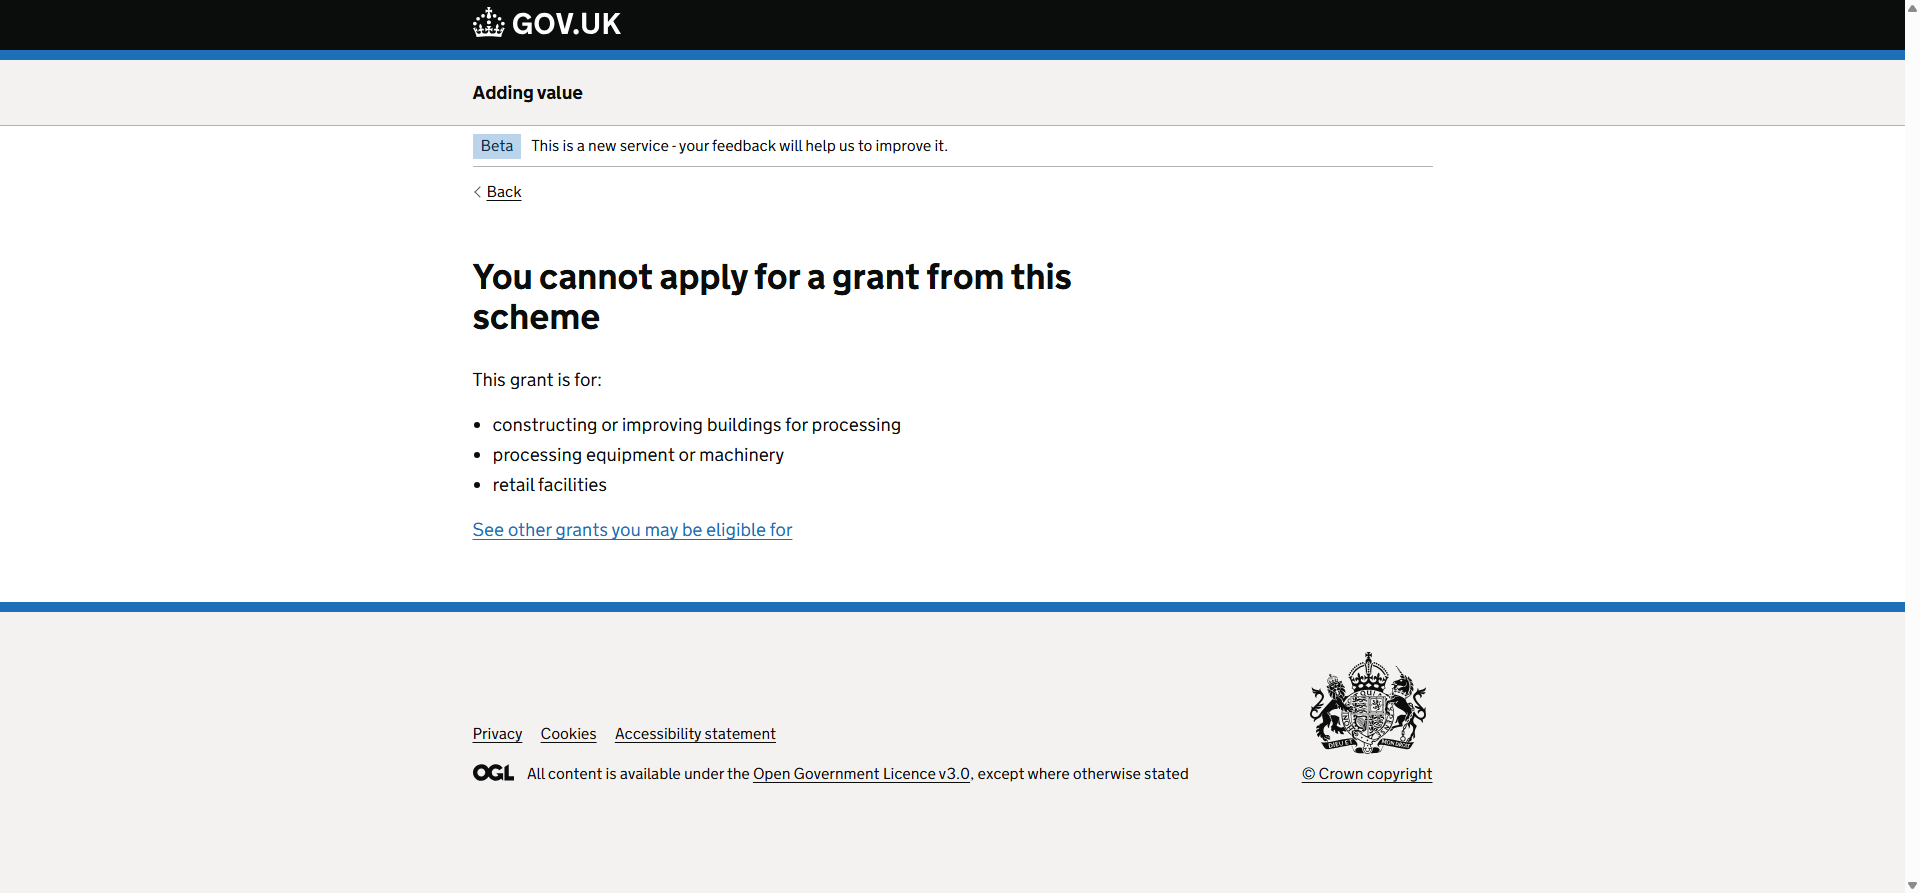 GOV.UK
Adding value
Beta This is a new service - your feedback will help us to improve it.
Back
You cannot apply for a grant from this
scheme
This grant is for:
• constructing or improving buildings for processing
• processing equipment or machinery
• retail facilities
See other grants you may be eligible for
Privacy Cookies Accessibility statement
OGL All content is available under the Open Government Licence v3.0, except where otherwise stated
© Crown copyright